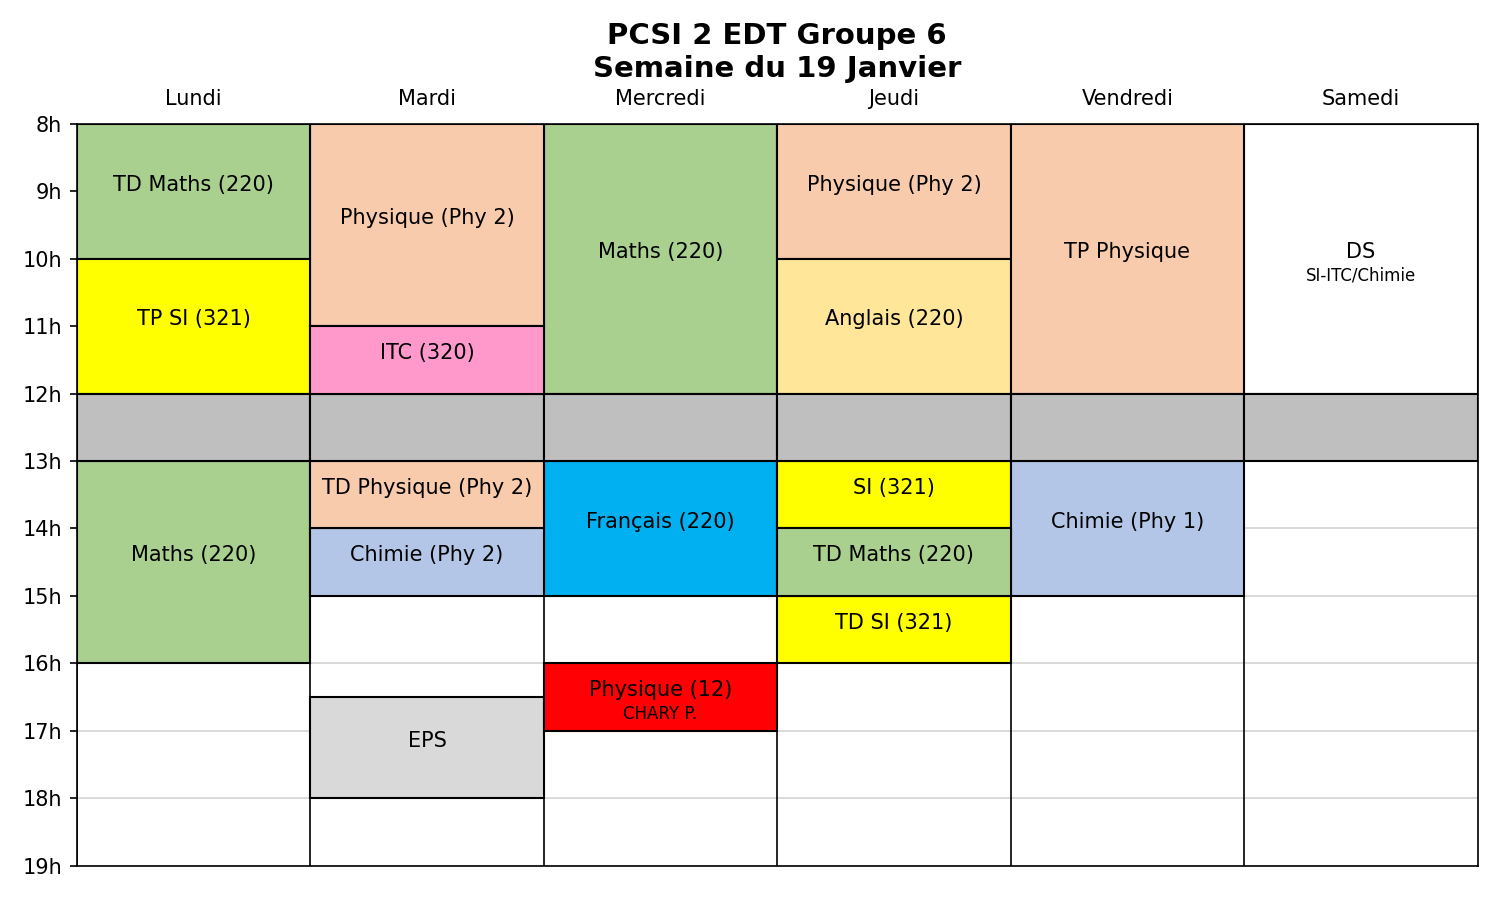 PCSI 2 EDT Groupe 6
Semaine du 19 Janvier
Lundi Mardi Mercredi Jeudi Vendredi Samedi
8h
9h
10h
11h
12h
13h
14h
15h
16h
17h
18h
19h
TD Maths (220)
TP SI (321)
Maths (220)
Physique (Phy 2)
ITC (320)
TD Physique (Phy 2)
Chimie (Phy 2)
EPS
Maths (220)
Français (220)
Physique (12)
CHARY P.
Physique (Phy 2)
Anglais (220)
SI (321)
TD Maths (220)
TD SI (321)
TP Physique
Chimie (Phy 1)
DS
SI-ITC/Chimie